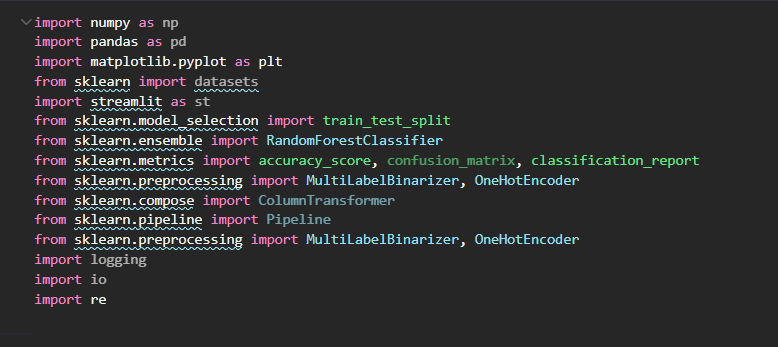 import numpy as np
import pandas as pd
import matplotlib.pyplot as plt
from sklearn import datasets
import streamlit as st
from sklearn.model_selection import train_test_split
from sklearn.ensemble import RandomForestClassifier
from sklearn.metrics import accuracy_score, confusion_matrix, classification_report
from sklearn.preprocessing import MultiLabelBinarizer, OneHotEncoder
from sklearn.compose import ColumnTransformer
from sklearn.pipeline import Pipeline
from sklearn.preprocessing import MultiLabelBinarizer, OneHotEncoder
import logging
import io
import re